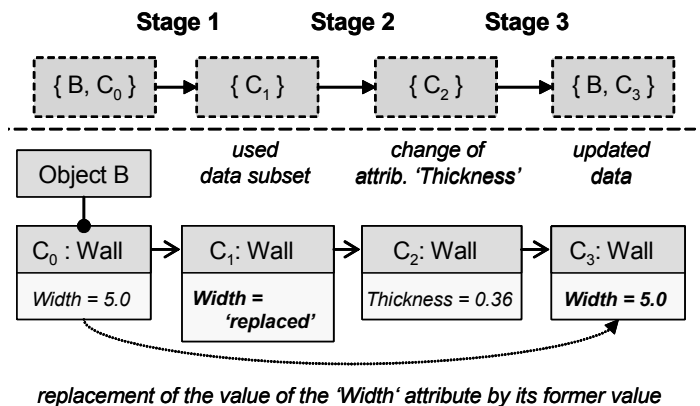 Stage 1 Stage 2 Stage 3
{ B, C₀ } { C₁ } { C₂ } { B, C₃ }
used change of updated
data subset attrib. ‘Thickness’ data
Object B
C₀ : Wall C₁: Wall C₂: Wall C₃: Wall
Width = 5.0 Width = Thickness = 0.36 Width = 5.0
‘replaced’
replacement of the value of the ‘Width‘ attribute by its former value